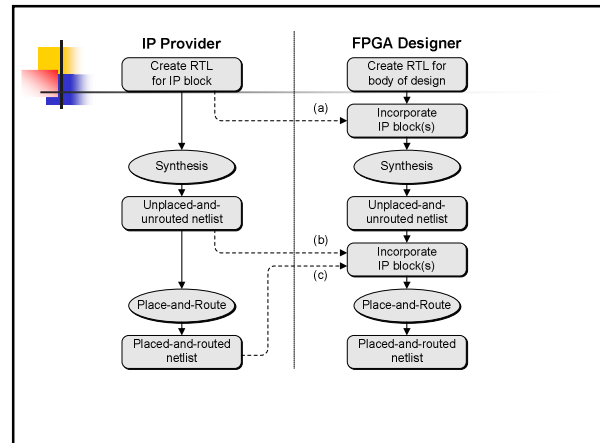 IP Provider
FPGA Designer
Create RTL
for IP block
Create RTL for
body of design
(a)
Incorporate
IP block(s)
Synthesis
Synthesis
Unplaced-and-
unrouted netlist
Unplaced-and-
unrouted netlist
(b)
Incorporate
IP block(s)
(c)
Place-and-Route
Place-and-Route
Placed-and-routed
netlist
Placed-and-routed
netlist